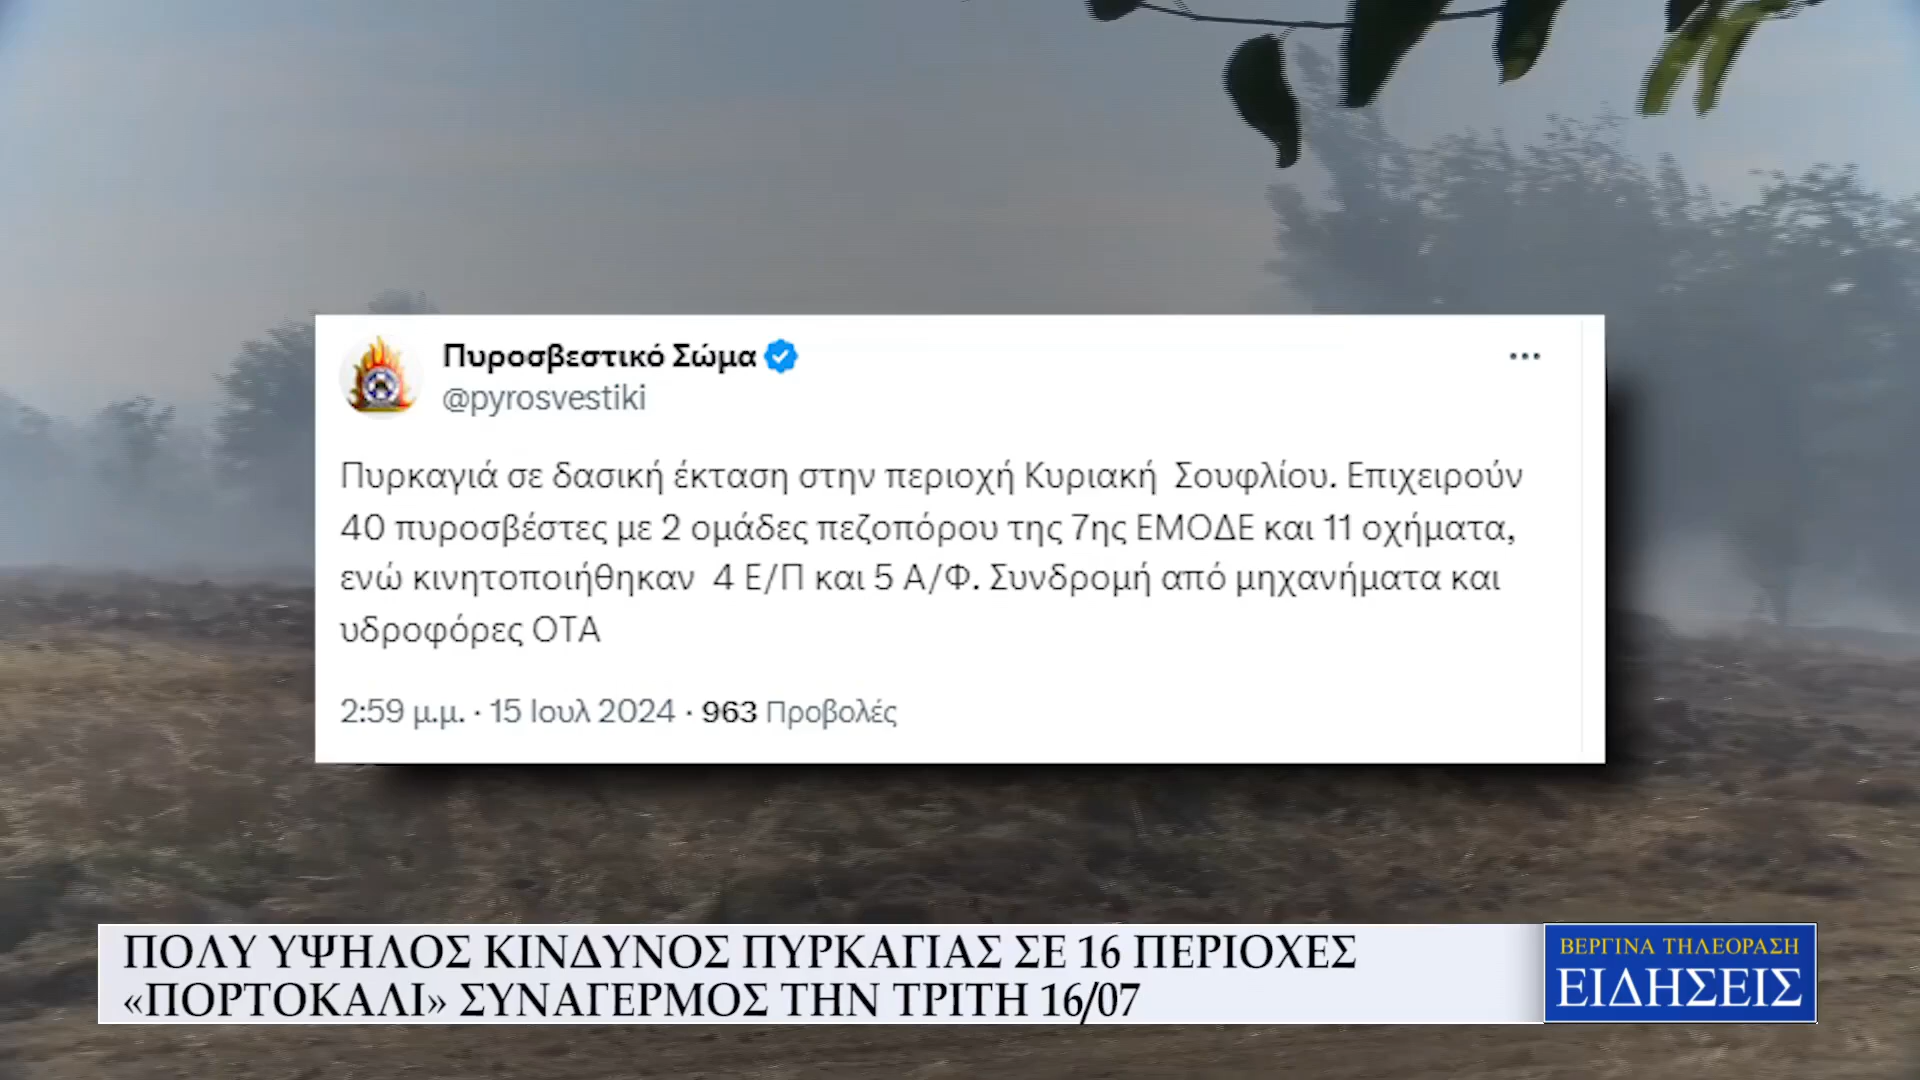 Πυροσβεστικό Σώμα
@pyrosvestiki
Πυρκαγιά σε δασική έκταση στην περιοχή Κυριακή Σουφλίου. Επιχειρούν
40 πυροσβέστες με 2 ομάδες πεζοπόρου της 7ης ΕΜΟΔΕ και 11 οχήματα,
ενώ κινητοποιήθηκαν 4 Ε/Π και 5 Α/Φ. Συνδρομή από μηχανήματα και
υδροφόρες ΟΤΑ
2:59 μ.μ. · 15 Ιουλ 2024 · 963 Προβολές
ΠΟΛΥ ΥΨΗΛΟΣ ΚΙΝΔΥΝΟΣ ΠΥΡΚΑΓΙΑΣ ΣΕ 16 ΠΕΡΙΟΧΕΣ
«ΠΟΡΤΟΚΑΛΙ» ΣΥΝΑΓΕΡΜΟΣ ΤΗΝ ΤΡΙΤΗ 16/07
ΒΕΡΓΙΝΑ ΤΗΛΕΟΡΑΣΗ
ΕΙΔΗΣΕΙΣ